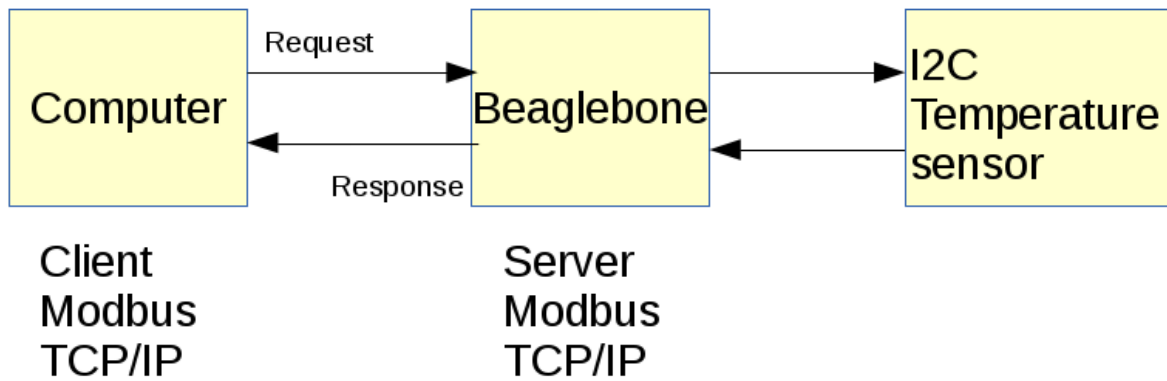 Request
Computer
Beaglebone
I2C
Temperature
sensor
Response
Client
Modbus
TCP/IP
Server
Modbus
TCP/IP